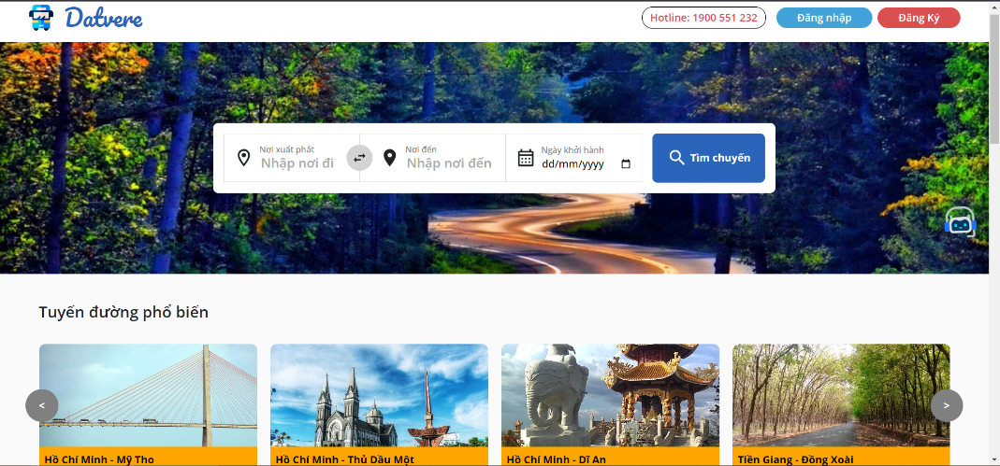 Datvere
Hotline: 1900 551 232
Đăng nhập
Đăng Ký
Nơi xuất phát
Nhập nơi đi
Nơi đến
Nhập nơi đến
Ngày khởi hành
dd/mm/yyyy
Tìm chuyến
Tuyến đường phổ biến
<
>
Hồ Chí Minh - Mỹ Tho
Hồ Chí Minh - Thủ Dầu Một
Hồ Chí Minh - Dĩ An
Tiền Giang - Đồng Xoài